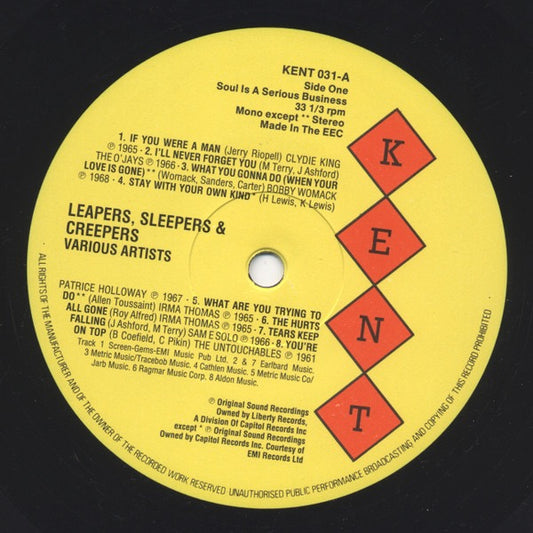 KENT 031-A
Side One
Soul Is A Serious Business
33 1/3 rpm
Mono except ** Stereo
Made In The EEC
1. IF YOU WERE A MAN (Jerry Riopell) CLYDIE KING
℗ 1965 · 2. I'LL NEVER FORGET YOU (M Terry, J Ashford)
THE O'JAYS ℗ 1966 · 3. WHAT YOU GONNA DO (WHEN YOUR
LOVE IS GONE)** (Womack, Sanders, Carter) BOBBY WOMACK
℗ 1968 · 4. STAY WITH YOUR OWN KIND* (H Lewis, K Lewis)
LEAPERS, SLEEPERS &
CREEPERS
VARIOUS ARTISTS
PATRICE HOLLOWAY ℗ 1967 · 5. WHAT ARE YOU TRYING TO
DO** (Allen Toussaint) IRMA THOMAS ℗ 1965 · 6. THE HURTS
ALL GONE (Roy Alfred) IRMA THOMAS ℗ 1965 · 7. TEARS KEEP
FALLING (J Ashford, M Terry) SAM E SOLO ℗ 1966 · 8. YOU'RE
ON TOP (B Coefield, C Pikin) THE UNTOUCHABLES ℗ 1961
Track 1 Screen-Gems-EMI Music Pub Ltd. 2 & 7 Earlbard Music.
3 Metric Music/Tracebob Music. 4 Cathlen Music. 5 Metric Music Co/
Jarb Music. 6 Ragmar Music Corp. 8 Aldon Music.
℗ Original Sound Recordings
Owned by Liberty Records,
A Division Of Capitol Records Inc
except * ℗ Original Sound Recordings
Owned by Capitol Records Inc. Courtesy of
EMI Records Ltd
K
E
N
T
ALL RIGHTS OF THE MANUFACTURER AND OF THE OWNER OF THE RECORDED WORK RESERVED. UNAUTHORISED PUBLIC PERFORMANCE BROADCASTING AND COPYING OF THIS RECORD PROHIBITED